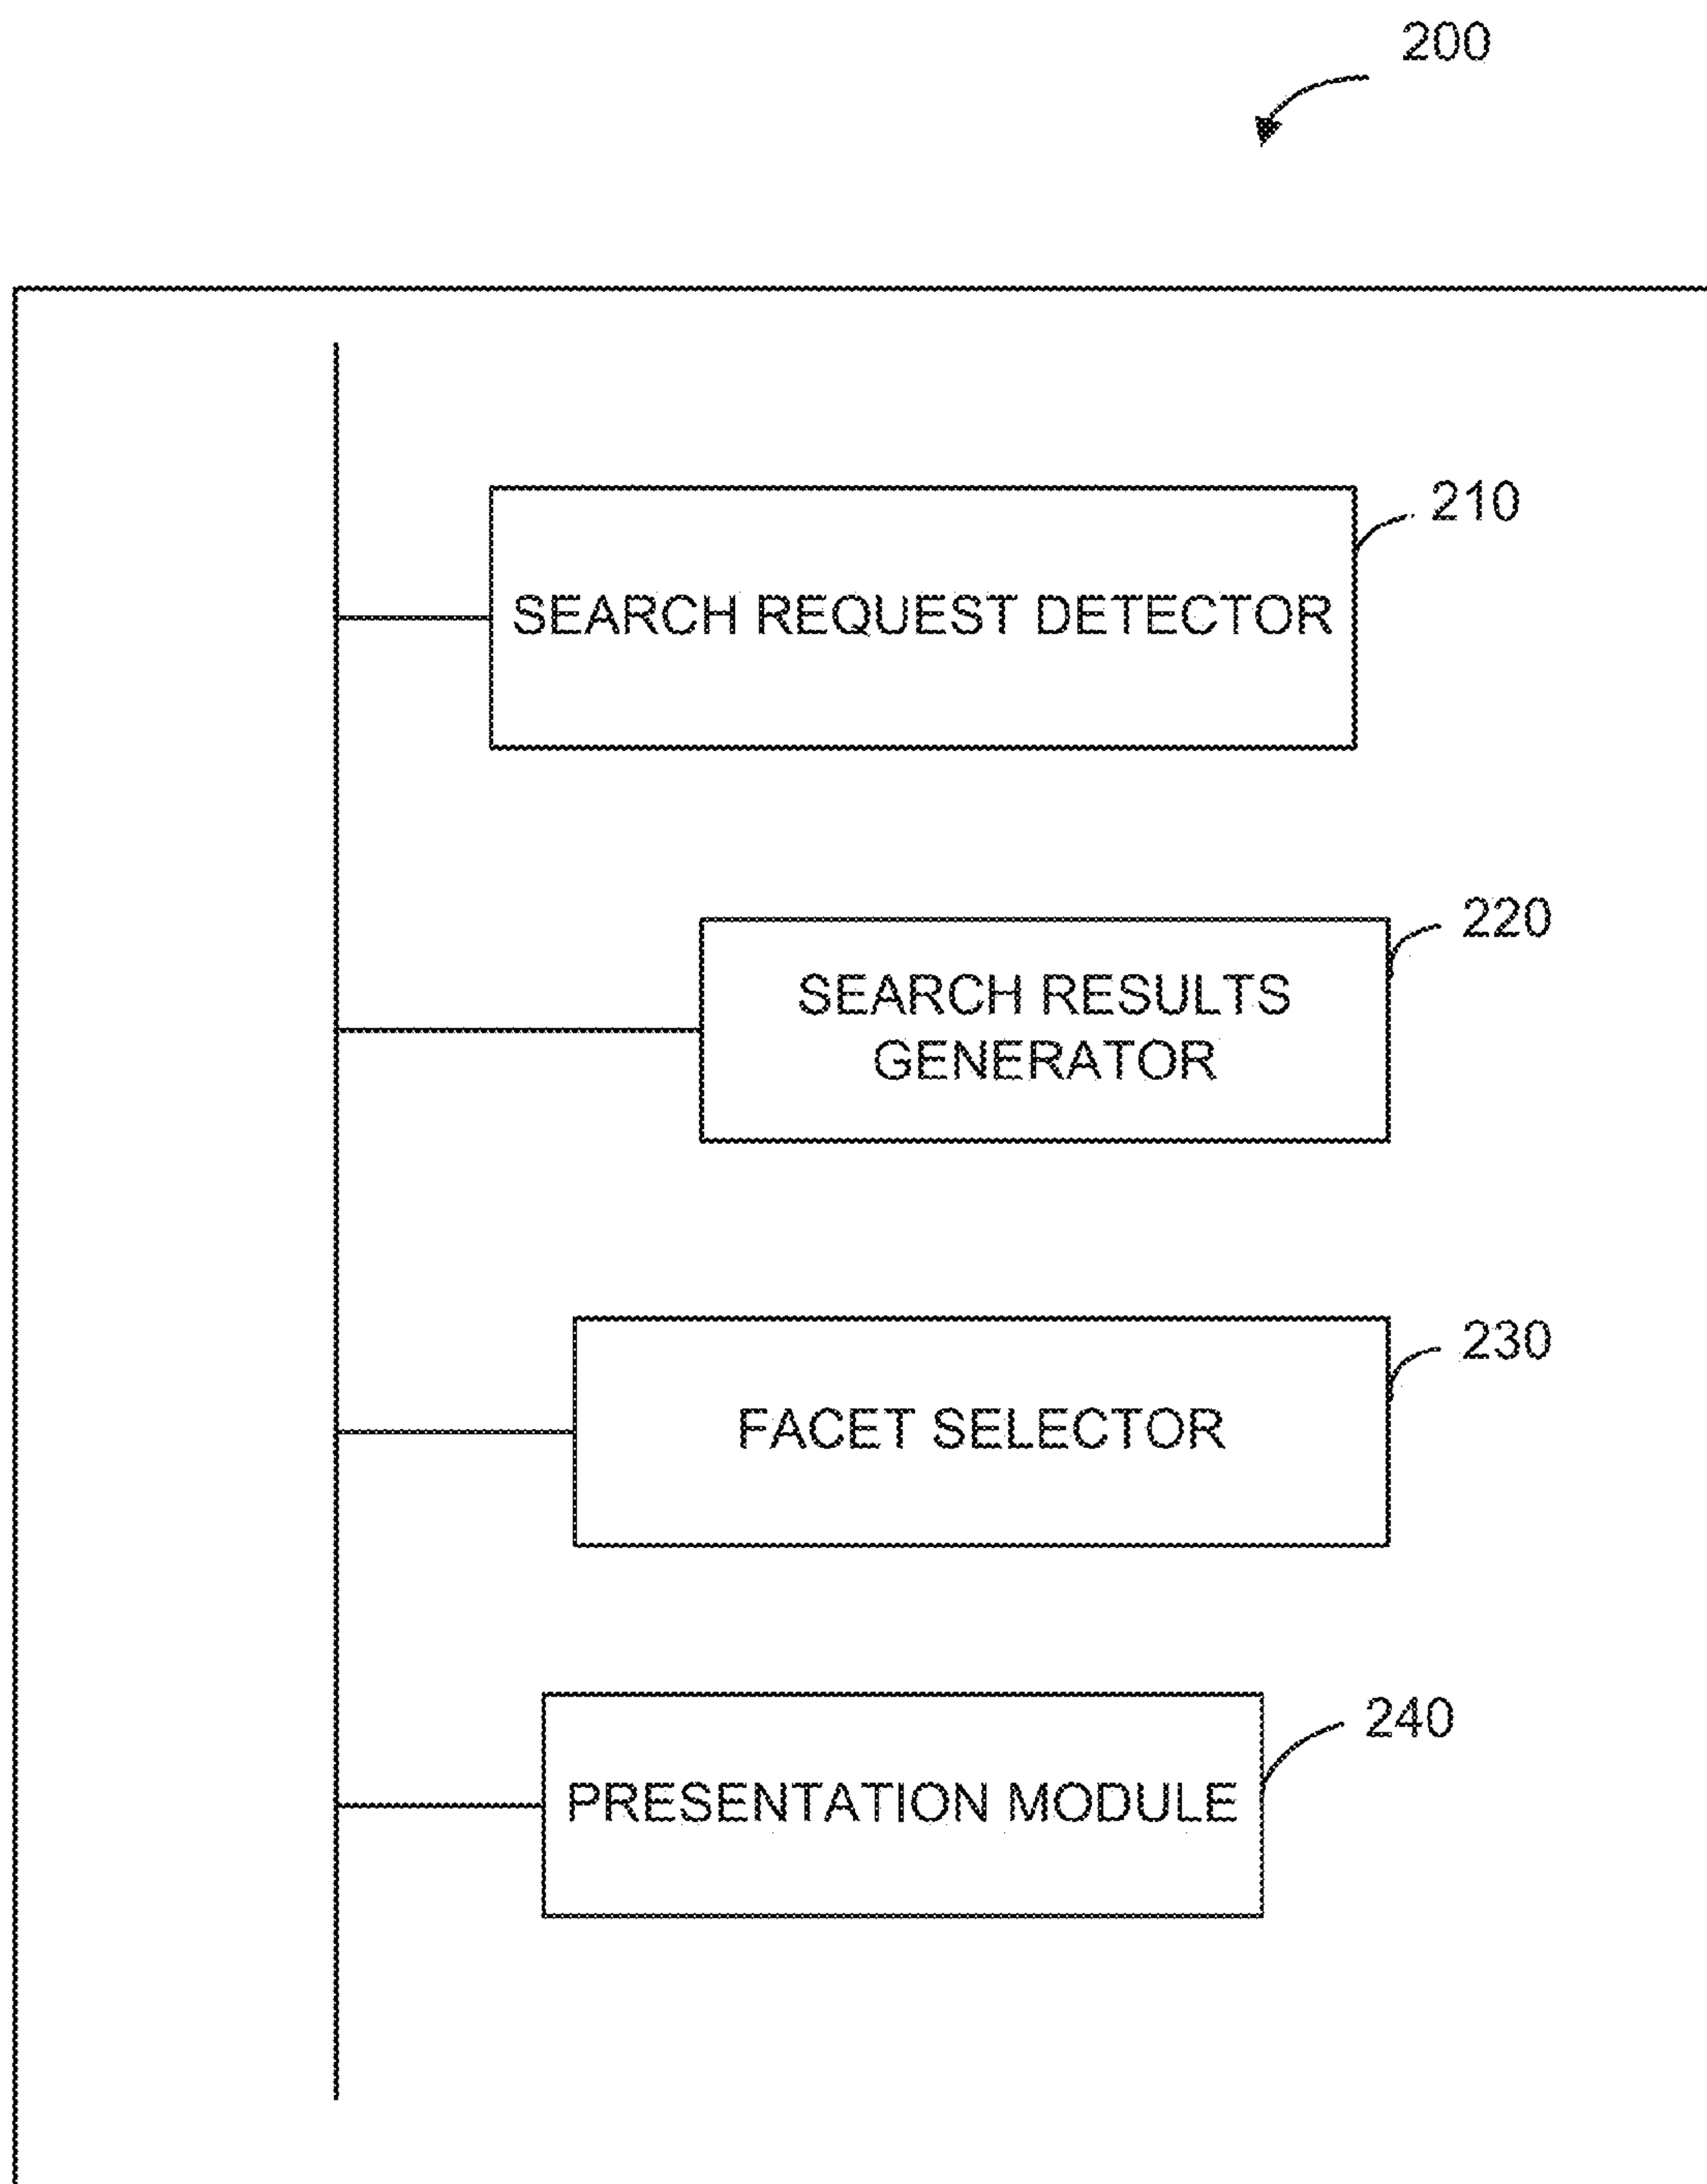 200
210
SEARCH REQUEST DETECTOR
220
SEARCH RESULTS
GENERATOR
230
FACET SELECTOR
240
PRESENTATION MODULE